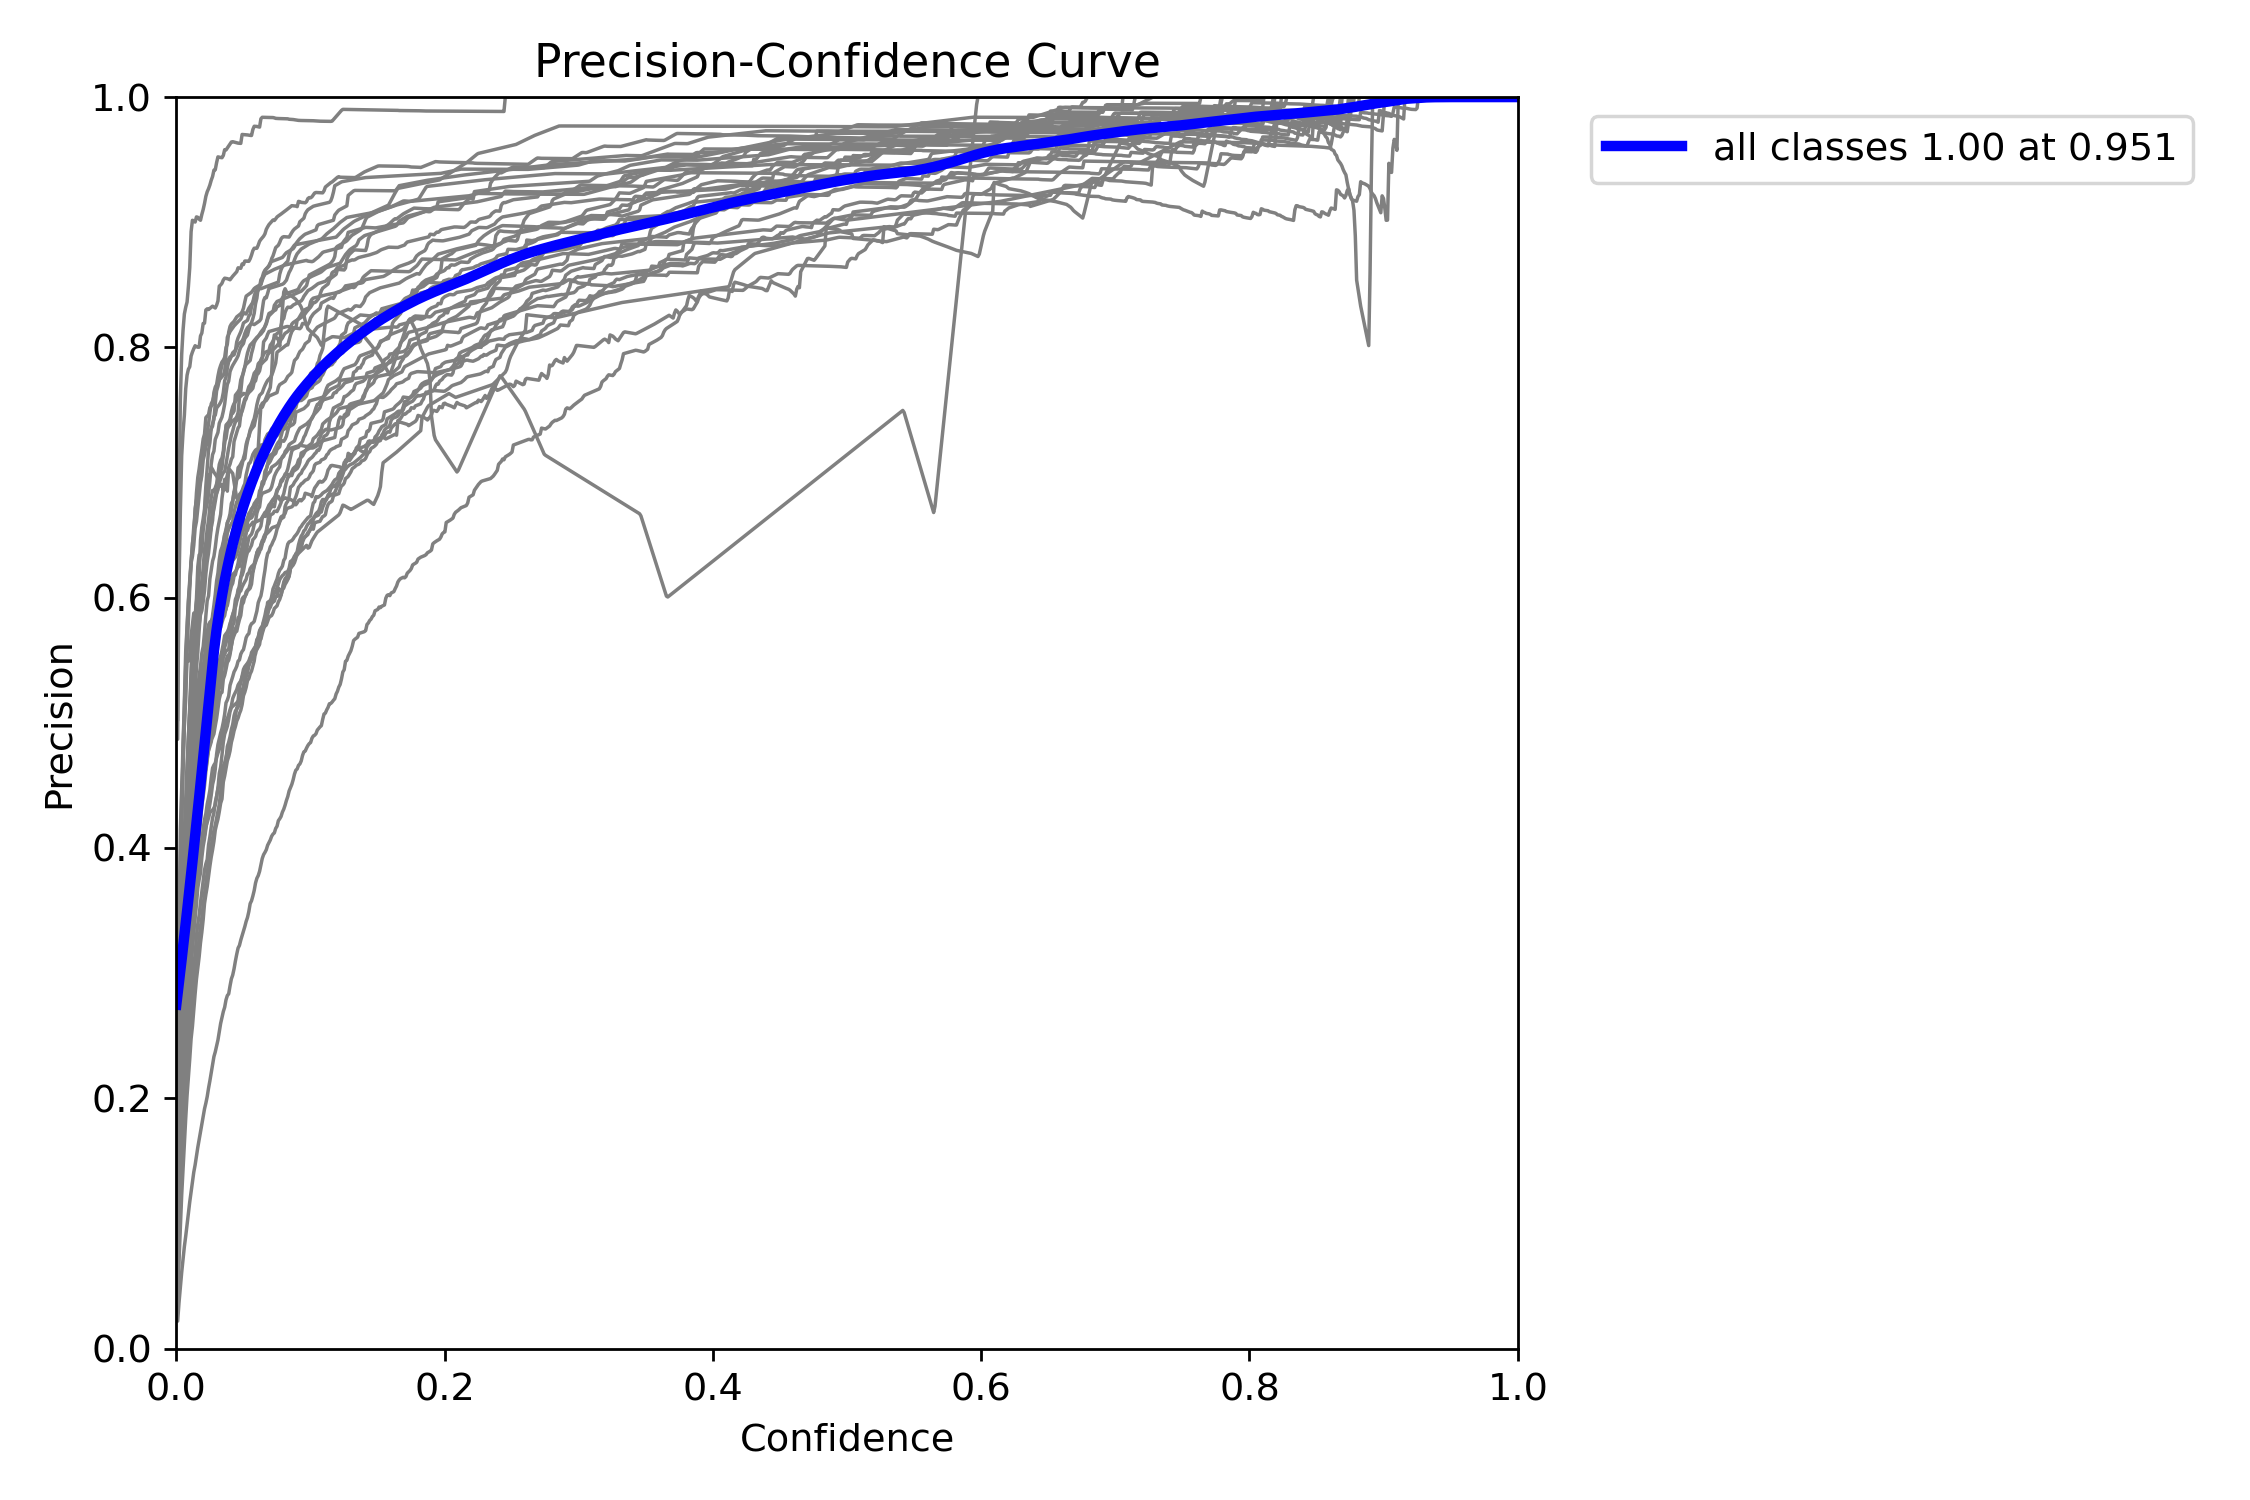 Precision-Confidence Curve
1.0
0.8
0.6
0.4
0.2
0.0
Precision
0.0 0.2 0.4 0.6 0.8 1.0
Confidence
all classes 1.00 at 0.951